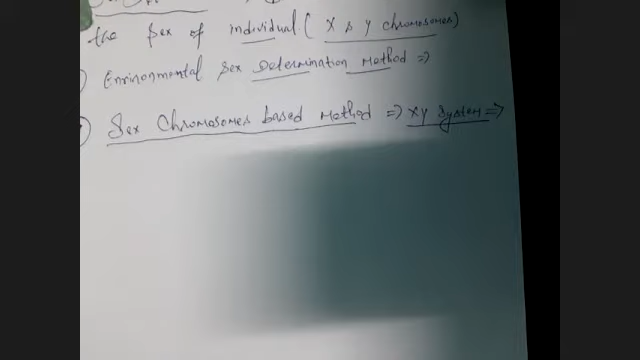 the Sex of individual ( X & Y chromosomes)
) Environmental Sex Determination Method =>
) Sex Chromosomes based Method => XY System =>